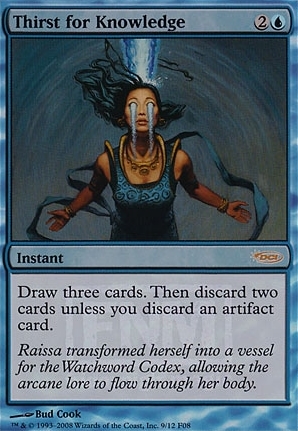 Thirst for Knowledge 2
Instant
DCI
Draw three cards. Then discard two
cards unless you discard an artifact
card.
FNM
Raissa transformed herself into a vessel
for the Watchword Codex, allowing the
arcane lore to flow through her body.
Bud Cook
™ & © 1993–2008 Wizards of the Coast, Inc. 9/12 F08